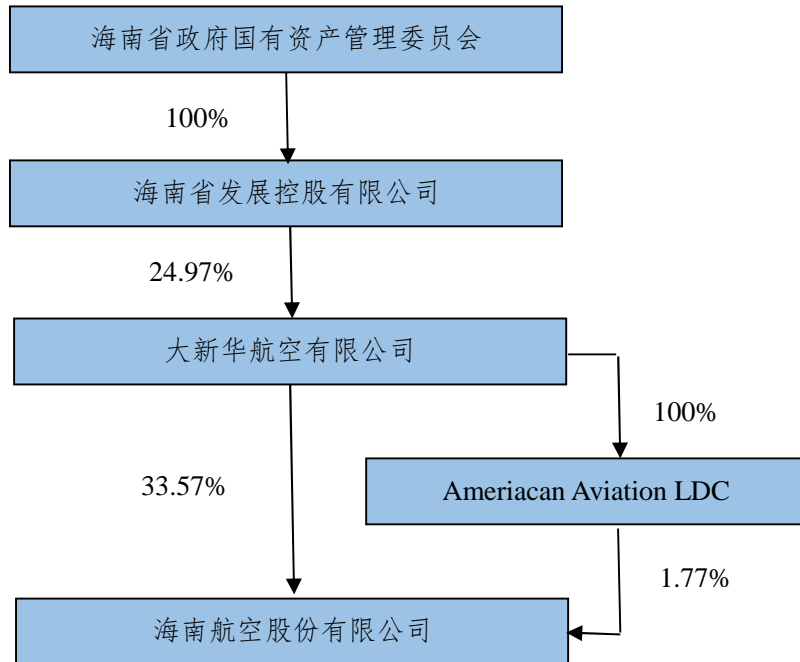 海南省政府国有资产管理委员会
100%
海南省发展控股有限公司
24.97%
大新华航空有限公司
100%
33.57%
Ameriacan Aviation LDC
1.77%
海南航空股份有限公司